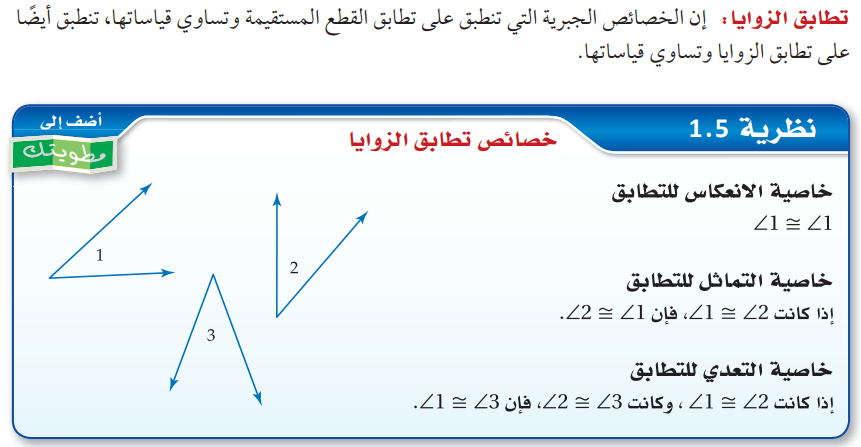 تطابق الزوايا: إن الخصائص الجبرية التي تنطبق على تطابق القطع المستقيمة وتساوي قياساتها، تنطبق أيضًا
على تطابق الزوايا وتساوي قياساتها.
نظرية 1.5
خصائص تطابق الزوايا
أضف إلى
مطويتك
خاصية الانعكاس للتطابق
∠1 ≅ ∠1
خاصية التماثل للتطابق
إذا كانت ∠1 ≅ ∠2، فإن ∠2 ≅ ∠1.
خاصية التعدي للتطابق
إذا كانت ∠1 ≅ ∠2 ، وكانت ∠2 ≅ ∠3، فإن ∠1 ≅ ∠3.
1
2
3